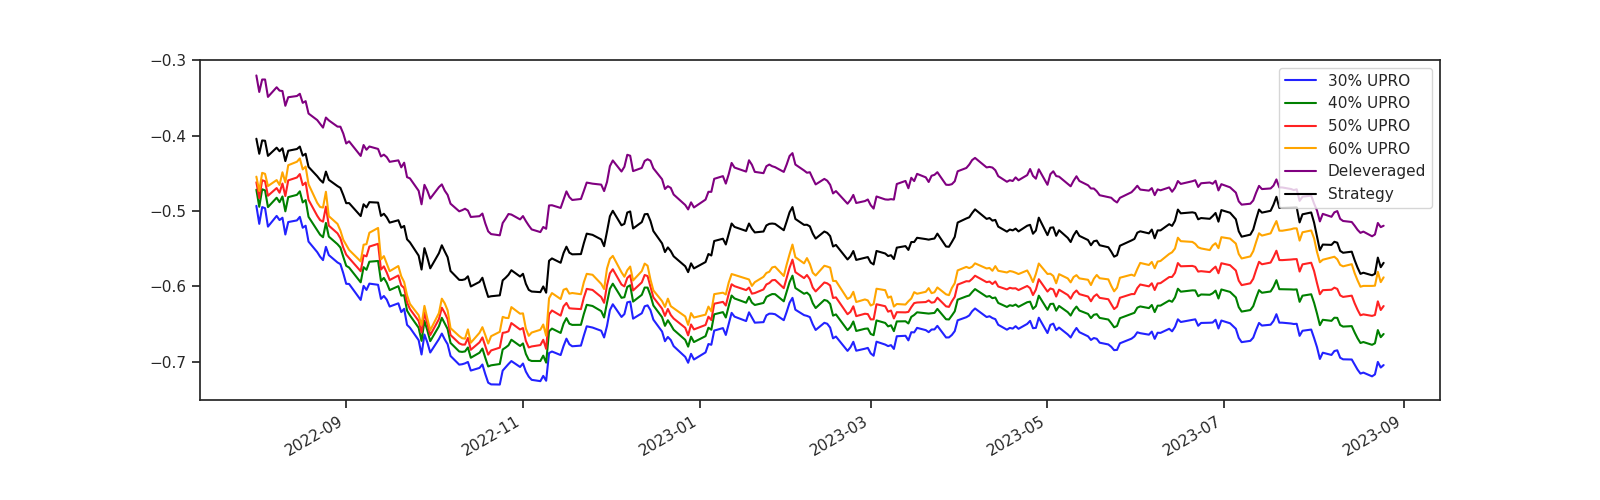 −0.3
−0.4
−0.5
−0.6
−0.7
30% UPRO
40% UPRO
50% UPRO
60% UPRO
Deleveraged
Strategy
2022-09
2022-11
2023-01
2023-03
2023-05
2023-07
2023-09